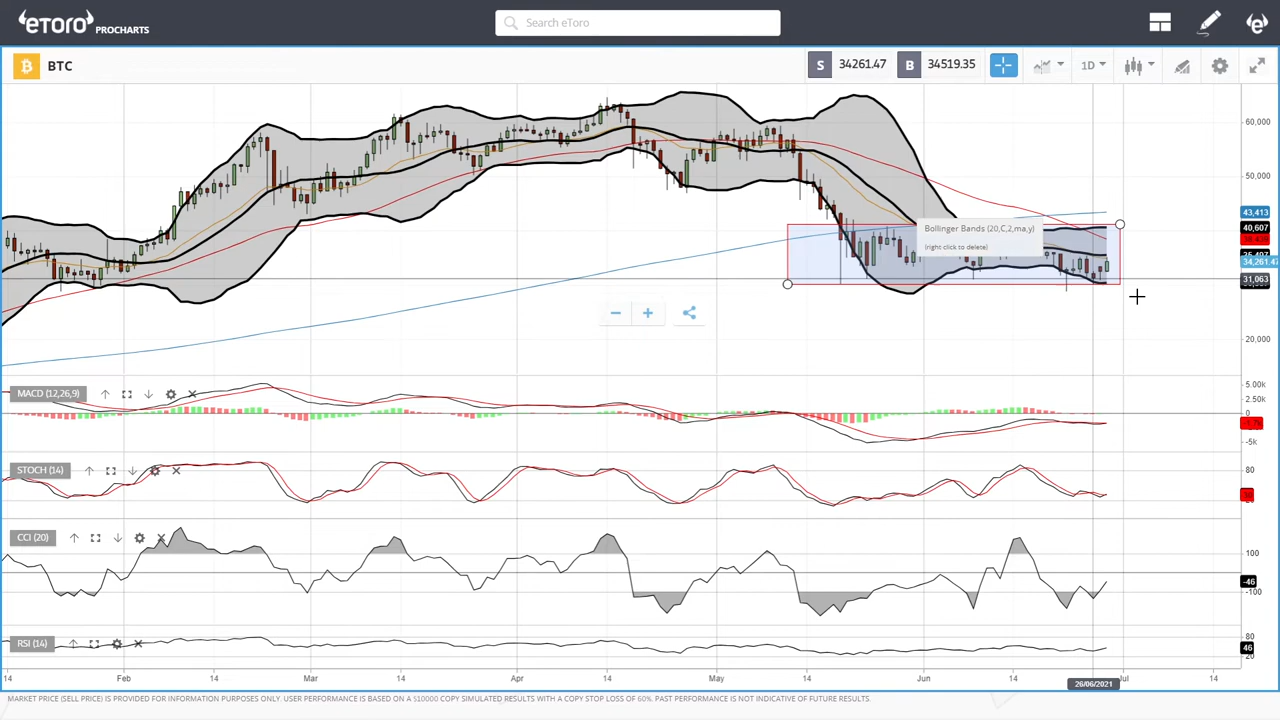 eToro PROCHARTS
Search eToro
BTC
S 34261.47 B 34519.35
1D
60,000
50,000
43,413
40,607
34,261.47
31,063
20,000
Bollinger Bands (20,C,2,ma,y)
(right click to delete)
MACD (12,26,9)
5.00k
2.50k
0
-5k
STOCH (14)
80
CCI (20)
100
-46
-100
RSI (14)
80
46
20
14 Feb 14 Mar 14 Apr 14 May 14 Jun 14 Jul 14
26/06/2021
MARKET PRICE (SELL PRICE) IS PROVIDED FOR INFORMATION PURPOSES ONLY. USER PERFORMANCE IS BASED ON A $10000 COPY SIMULATED RESULTS WITH A COPY STOP LOSS OF 60%. PAST PERFORMANCE IS NOT INDICATIVE OF FUTURE RESULTS.